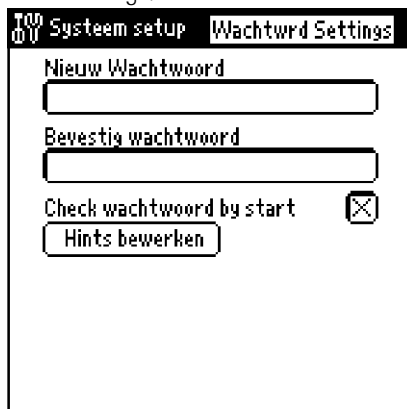 Systeem setup Wachtwrd Settings
Nieuw Wachtwoord
Bevestig wachtwoord
Check wachtwoord by start
Hints bewerken